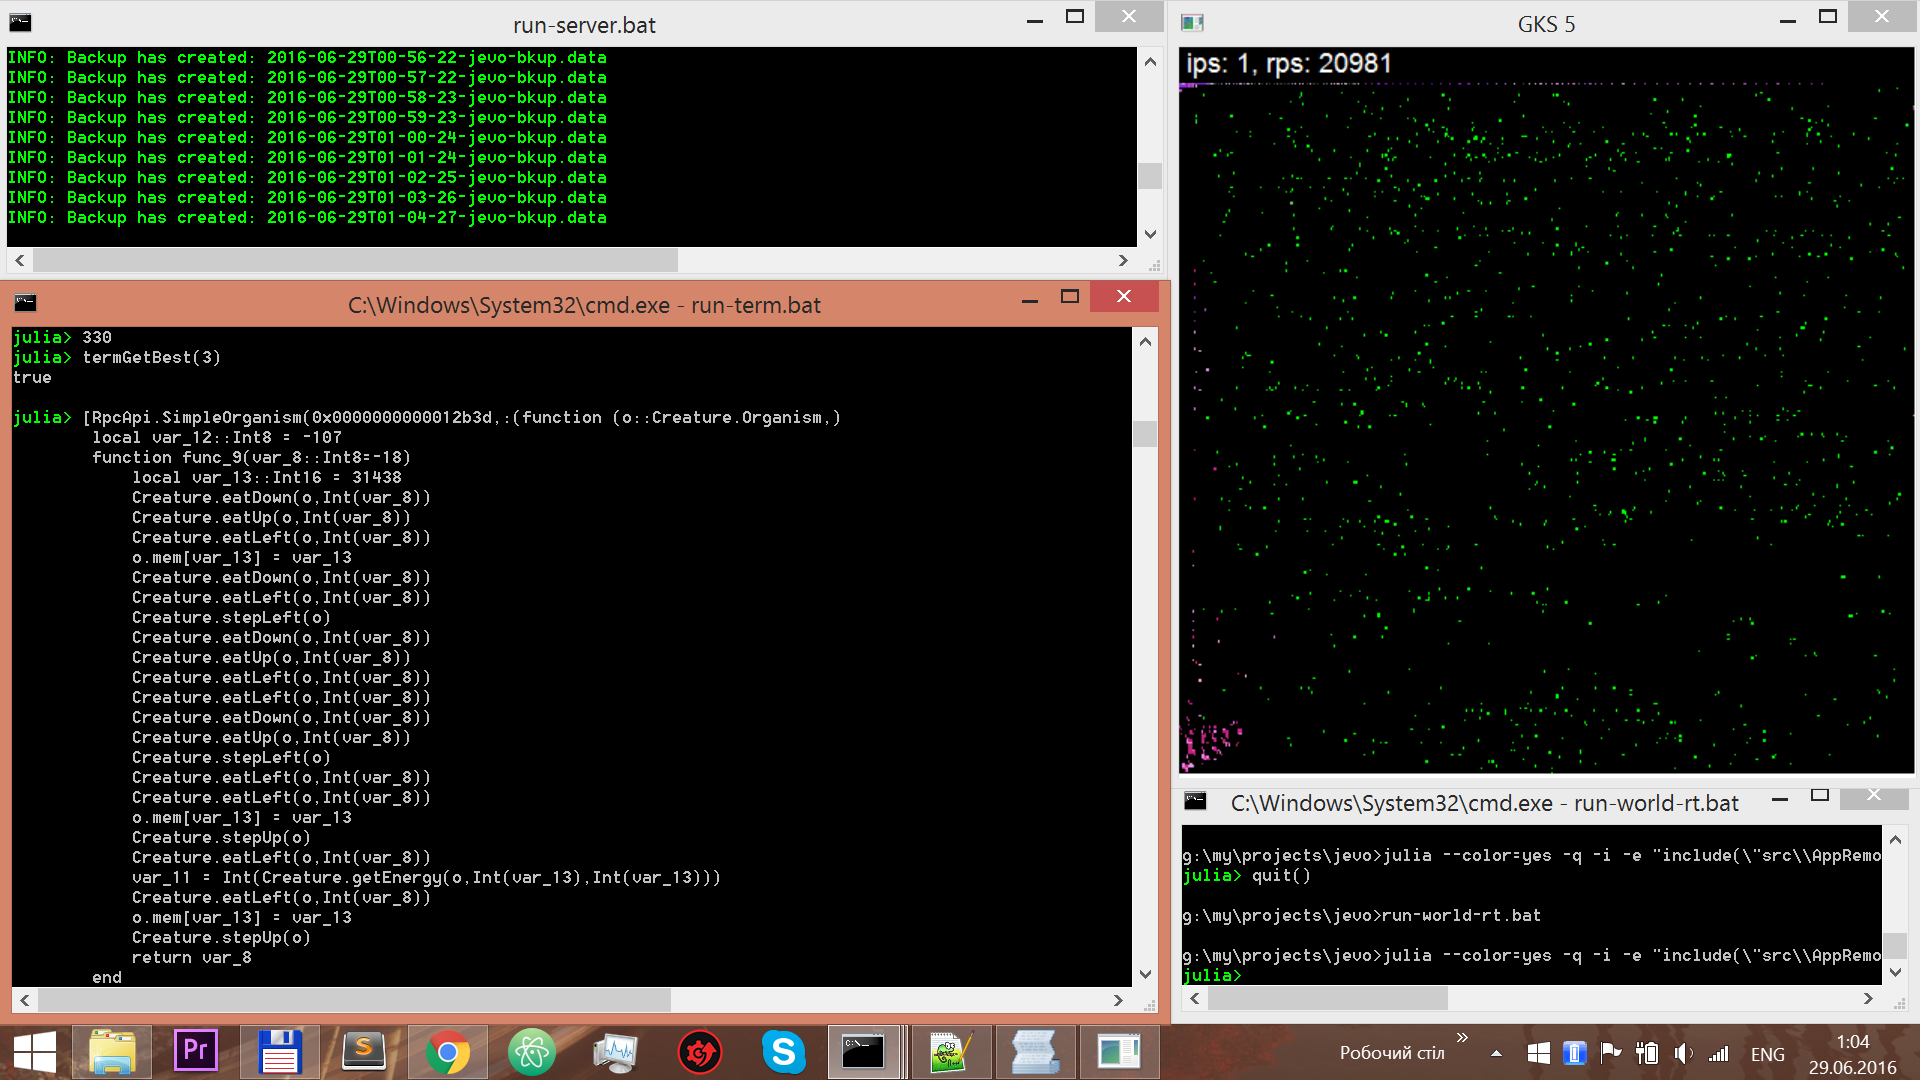 run-server.bat
INFO: Backup has created: 2016-06-29T00-56-22-jevo-bkup.data
INFO: Backup has created: 2016-06-29T00-57-22-jevo-bkup.data
INFO: Backup has created: 2016-06-29T00-58-23-jevo-bkup.data
INFO: Backup has created: 2016-06-29T00-59-23-jevo-bkup.data
INFO: Backup has created: 2016-06-29T01-00-24-jevo-bkup.data
INFO: Backup has created: 2016-06-29T01-01-24-jevo-bkup.data
INFO: Backup has created: 2016-06-29T01-02-25-jevo-bkup.data
INFO: Backup has created: 2016-06-29T01-03-26-jevo-bkup.data
INFO: Backup has created: 2016-06-29T01-04-27-jevo-bkup.data
C:\Windows\System32\cmd.exe - run-term.bat
julia> 330
julia> termGetBest(3)
true
julia> [RpcApi.SimpleOrganism(0x0000000000012b3d,:(function (o::Creature.Organism,)
local var_12::Int8 = -107
function func_9(var_8::Int8=-18)
local var_13::Int16 = 31438
Creature.eatDown(o,Int(var_8))
Creature.eatUp(o,Int(var_8))
Creature.eatLeft(o,Int(var_8))
o.mem[var_13] = var_13
Creature.eatDown(o,Int(var_8))
Creature.eatLeft(o,Int(var_8))
Creature.stepLeft(o)
Creature.eatDown(o,Int(var_8))
Creature.eatUp(o,Int(var_8))
Creature.eatLeft(o,Int(var_8))
Creature.eatLeft(o,Int(var_8))
Creature.eatDown(o,Int(var_8))
Creature.eatUp(o,Int(var_8))
Creature.stepLeft(o)
Creature.eatLeft(o,Int(var_8))
Creature.eatLeft(o,Int(var_8))
o.mem[var_13] = var_13
Creature.stepUp(o)
Creature.eatLeft(o,Int(var_8))
var_11 = Int(Creature.getEnergy(o,Int(var_13),Int(var_13)))
Creature.eatLeft(o,Int(var_8))
o.mem[var_13] = var_13
Creature.stepUp(o)
return var_8
end
GKS 5
ips: 1, rps: 20981
C:\Windows\System32\cmd.exe - run-world-rt.bat
g:\my\projects\jevo>julia --color=yes -q -i -e "include(\"src\\AppRemo
julia> quit()
g:\my\projects\jevo>run-world-rt.bat
g:\my\projects\jevo>julia --color=yes -q -i -e "include(\"src\\AppRemo
julia>
Pr
S
C:\_
Робочий стіл
»
ENG
1:04
29.06.2016